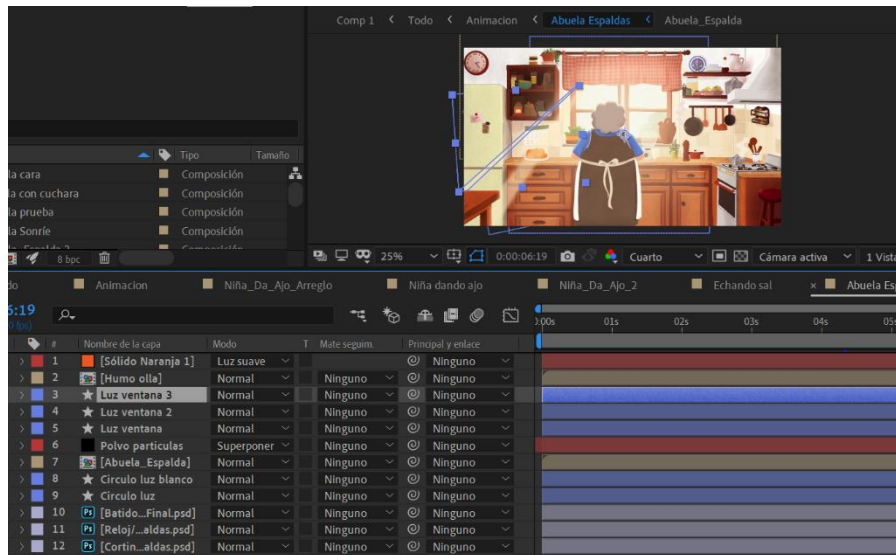 Comp 1 < Todo < Animacion < Abuela Espaldas < Abuela_Espalda
Tipo Tamaño
la cara Composición
la con cuchara Composición
la prueba Composición
la Sonríe Composición
8 bpc
25% 0:00:06:19 Cuarto Cámara activa 1 Vista
do Animacion Niña_Da_Ajo_Arreglo Niña dando ajo Niña_Da_Ajo_2 Echando sal × Abuela Esp
5:19
0:00s 01s 02s 03s 04s 05s
# Nombre de la capa Modo T Mate seguim. Principal y enlace
1 [Sólido Naranja 1] Luz suave Ninguno
2 [Humo olla] Normal Ninguno Ninguno
3 Luz ventana 3 Normal Ninguno Ninguno
4 Luz ventana 2 Normal Ninguno Ninguno
5 Luz ventana Normal Ninguno Ninguno
6 Polvo particulas Superponer Ninguno Ninguno
7 [Abuela_Espalda] Normal Ninguno Ninguno
8 Circulo luz blanco Normal Ninguno Ninguno
9 Circulo luz Normal Ninguno Ninguno
10 Ps [Batido...Final.psd] Normal Ninguno Ninguno
11 Ps [Reloj/...aldas.psd] Normal Ninguno Ninguno
12 Ps [Cortin...aldas.psd] Normal Ninguno Ninguno